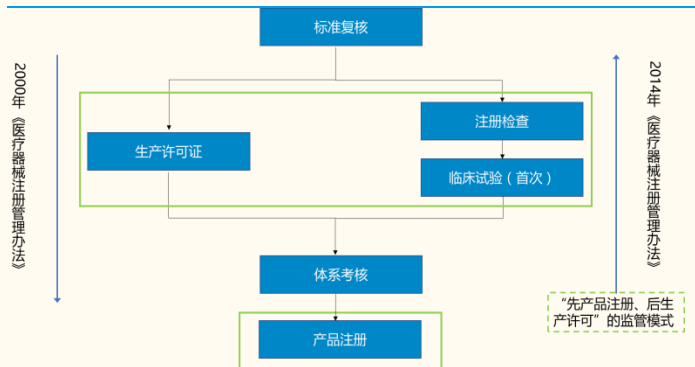 标准复核
2000年《医疗器械注册管理办法》
2014年《医疗器械注册管理办法》
注册检查
生产许可证
临床试验（首次）
体系考核
“先产品注册、后生
产许可”的监管模式
产品注册